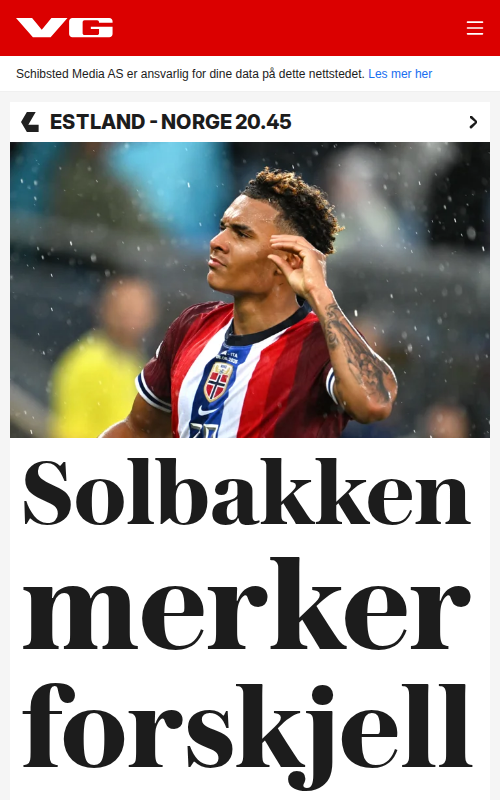 VG
Schibsted Media AS er ansvarlig for dine data på dette nettstedet. Les mer her
ESTLAND - NORGE 20.45
Solbakken
merker
forskjell